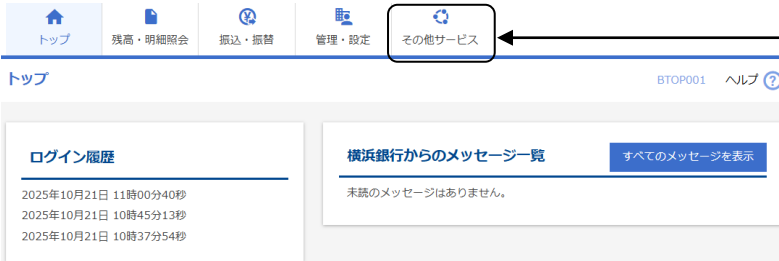 トップ 残高・明細照会 振込・振替 管理・設定 その他サービス
トップ BTOP001 ヘルプ ?
ログイン履歴
2025年10月21日 11時00分40秒
2025年10月21日 10時45分13秒
2025年10月21日 10時37分54秒
横浜銀行からのメッセージ一覧 すべてのメッセージを表示
未読のメッセージはありません。